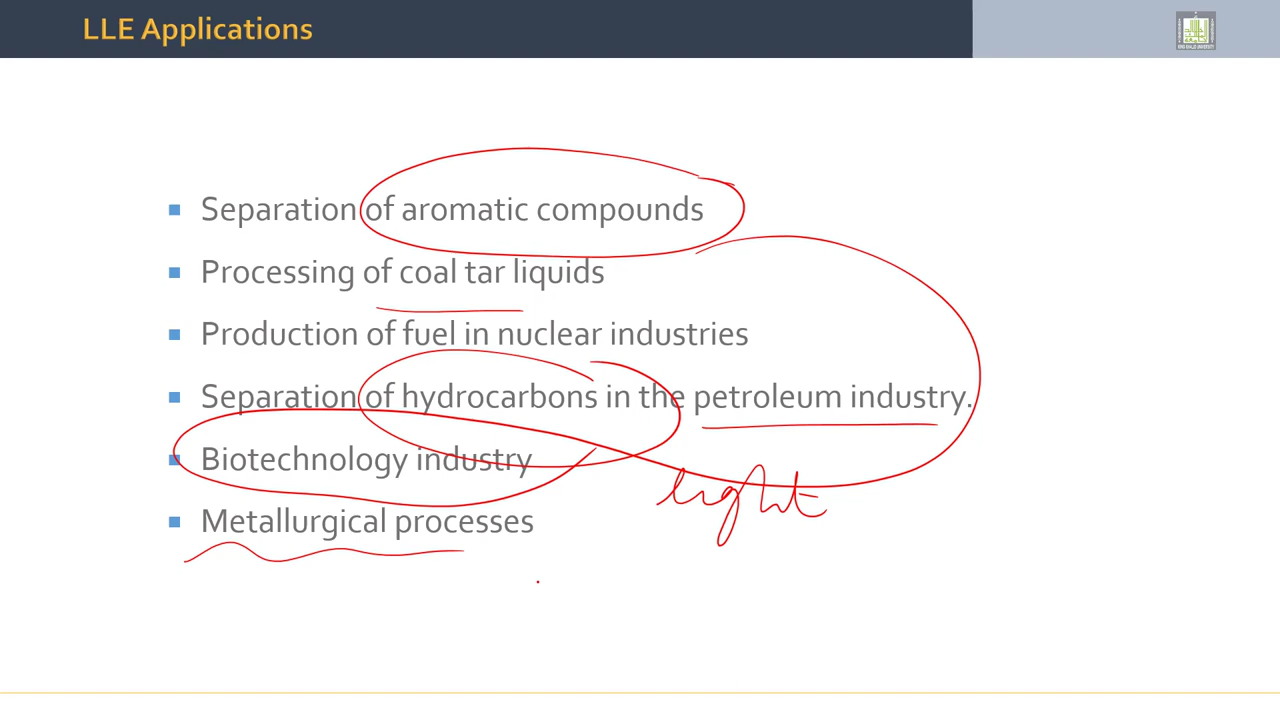 LLE Applications
Separation of aromatic compounds
Processing of coal tar liquids
Production of fuel in nuclear industries
Separation of hydrocarbons in the petroleum industry.
Biotechnology industry
light
Metallurgical processes